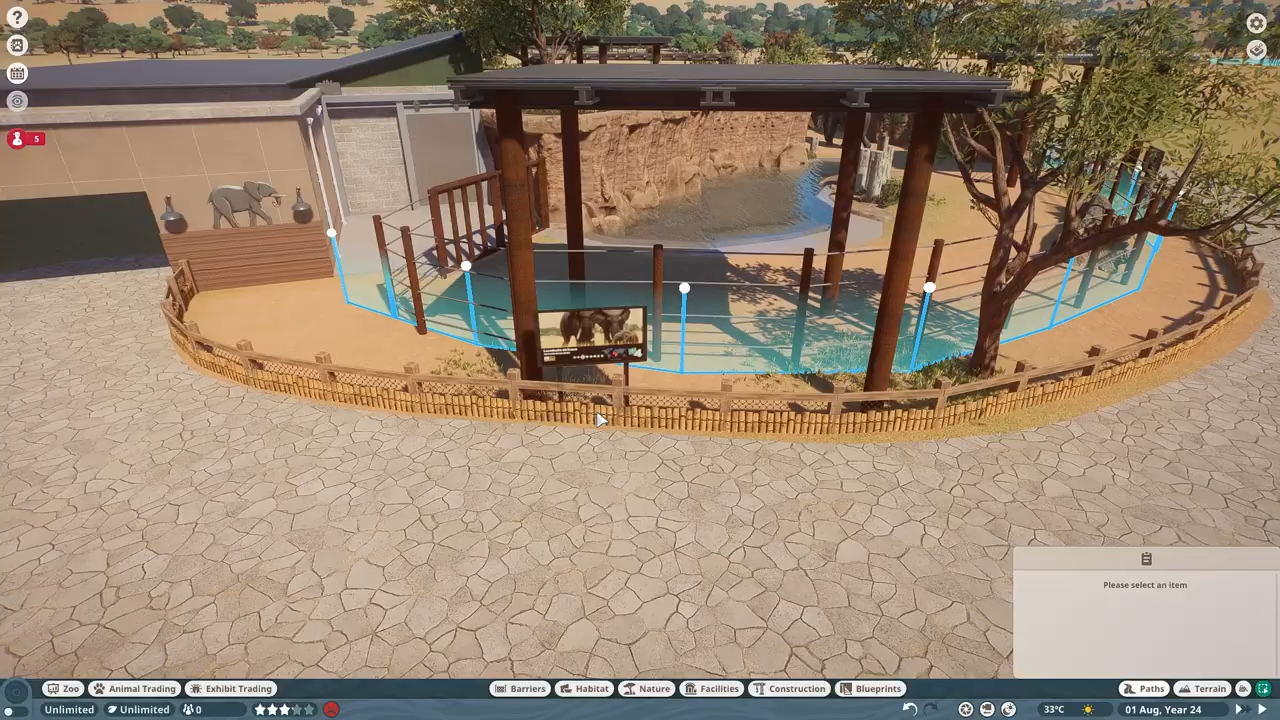 ?
5
Please select an item
Zoo
Animal Trading
Exhibit Trading
Barriers
Habitat
Nature
Facilities
Construction
Blueprints
Paths
Terrain
Unlimited
Unlimited
0
33°C
01 Aug, Year 24